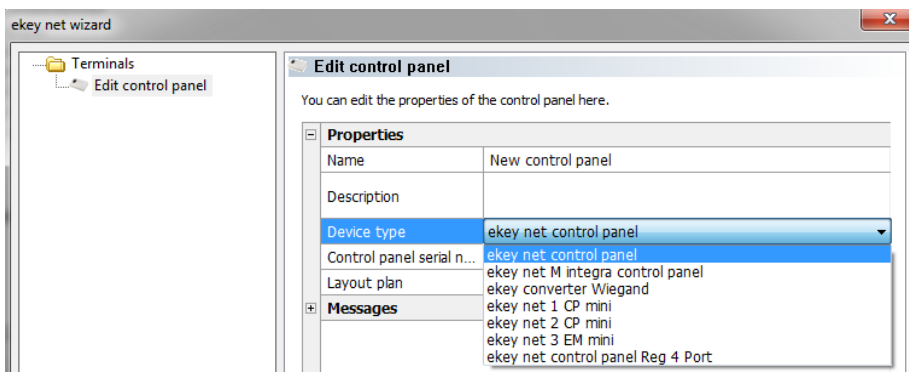 ekey net wizard
Terminals
Edit control panel
Edit control panel
You can edit the properties of the control panel here.
Properties
Name New control panel
Description
Device type ekey net control panel
Control panel serial n... ekey net control panel
ekey net M integra control panel
Layout plan
ekey converter Wiegand
Messages
ekey net 1 CP mini
ekey net 2 CP mini
ekey net 3 EM mini
ekey net control panel Reg 4 Port